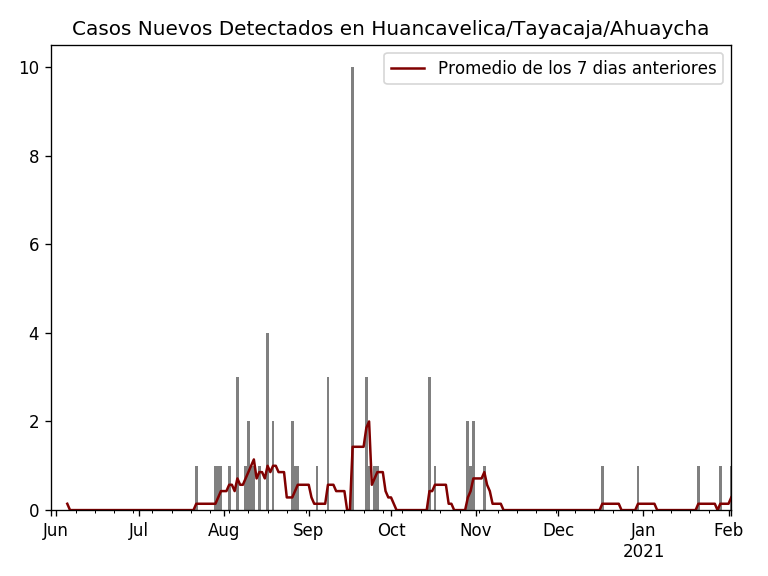 Casos Nuevos Detectados en Huancavelica/Tayacaja/Ahuaycha
Promedio de los 7 dias anteriores
10
8
6
4
2
0
Jun Jul Aug Sep Oct Nov Dec Jan Feb
2021